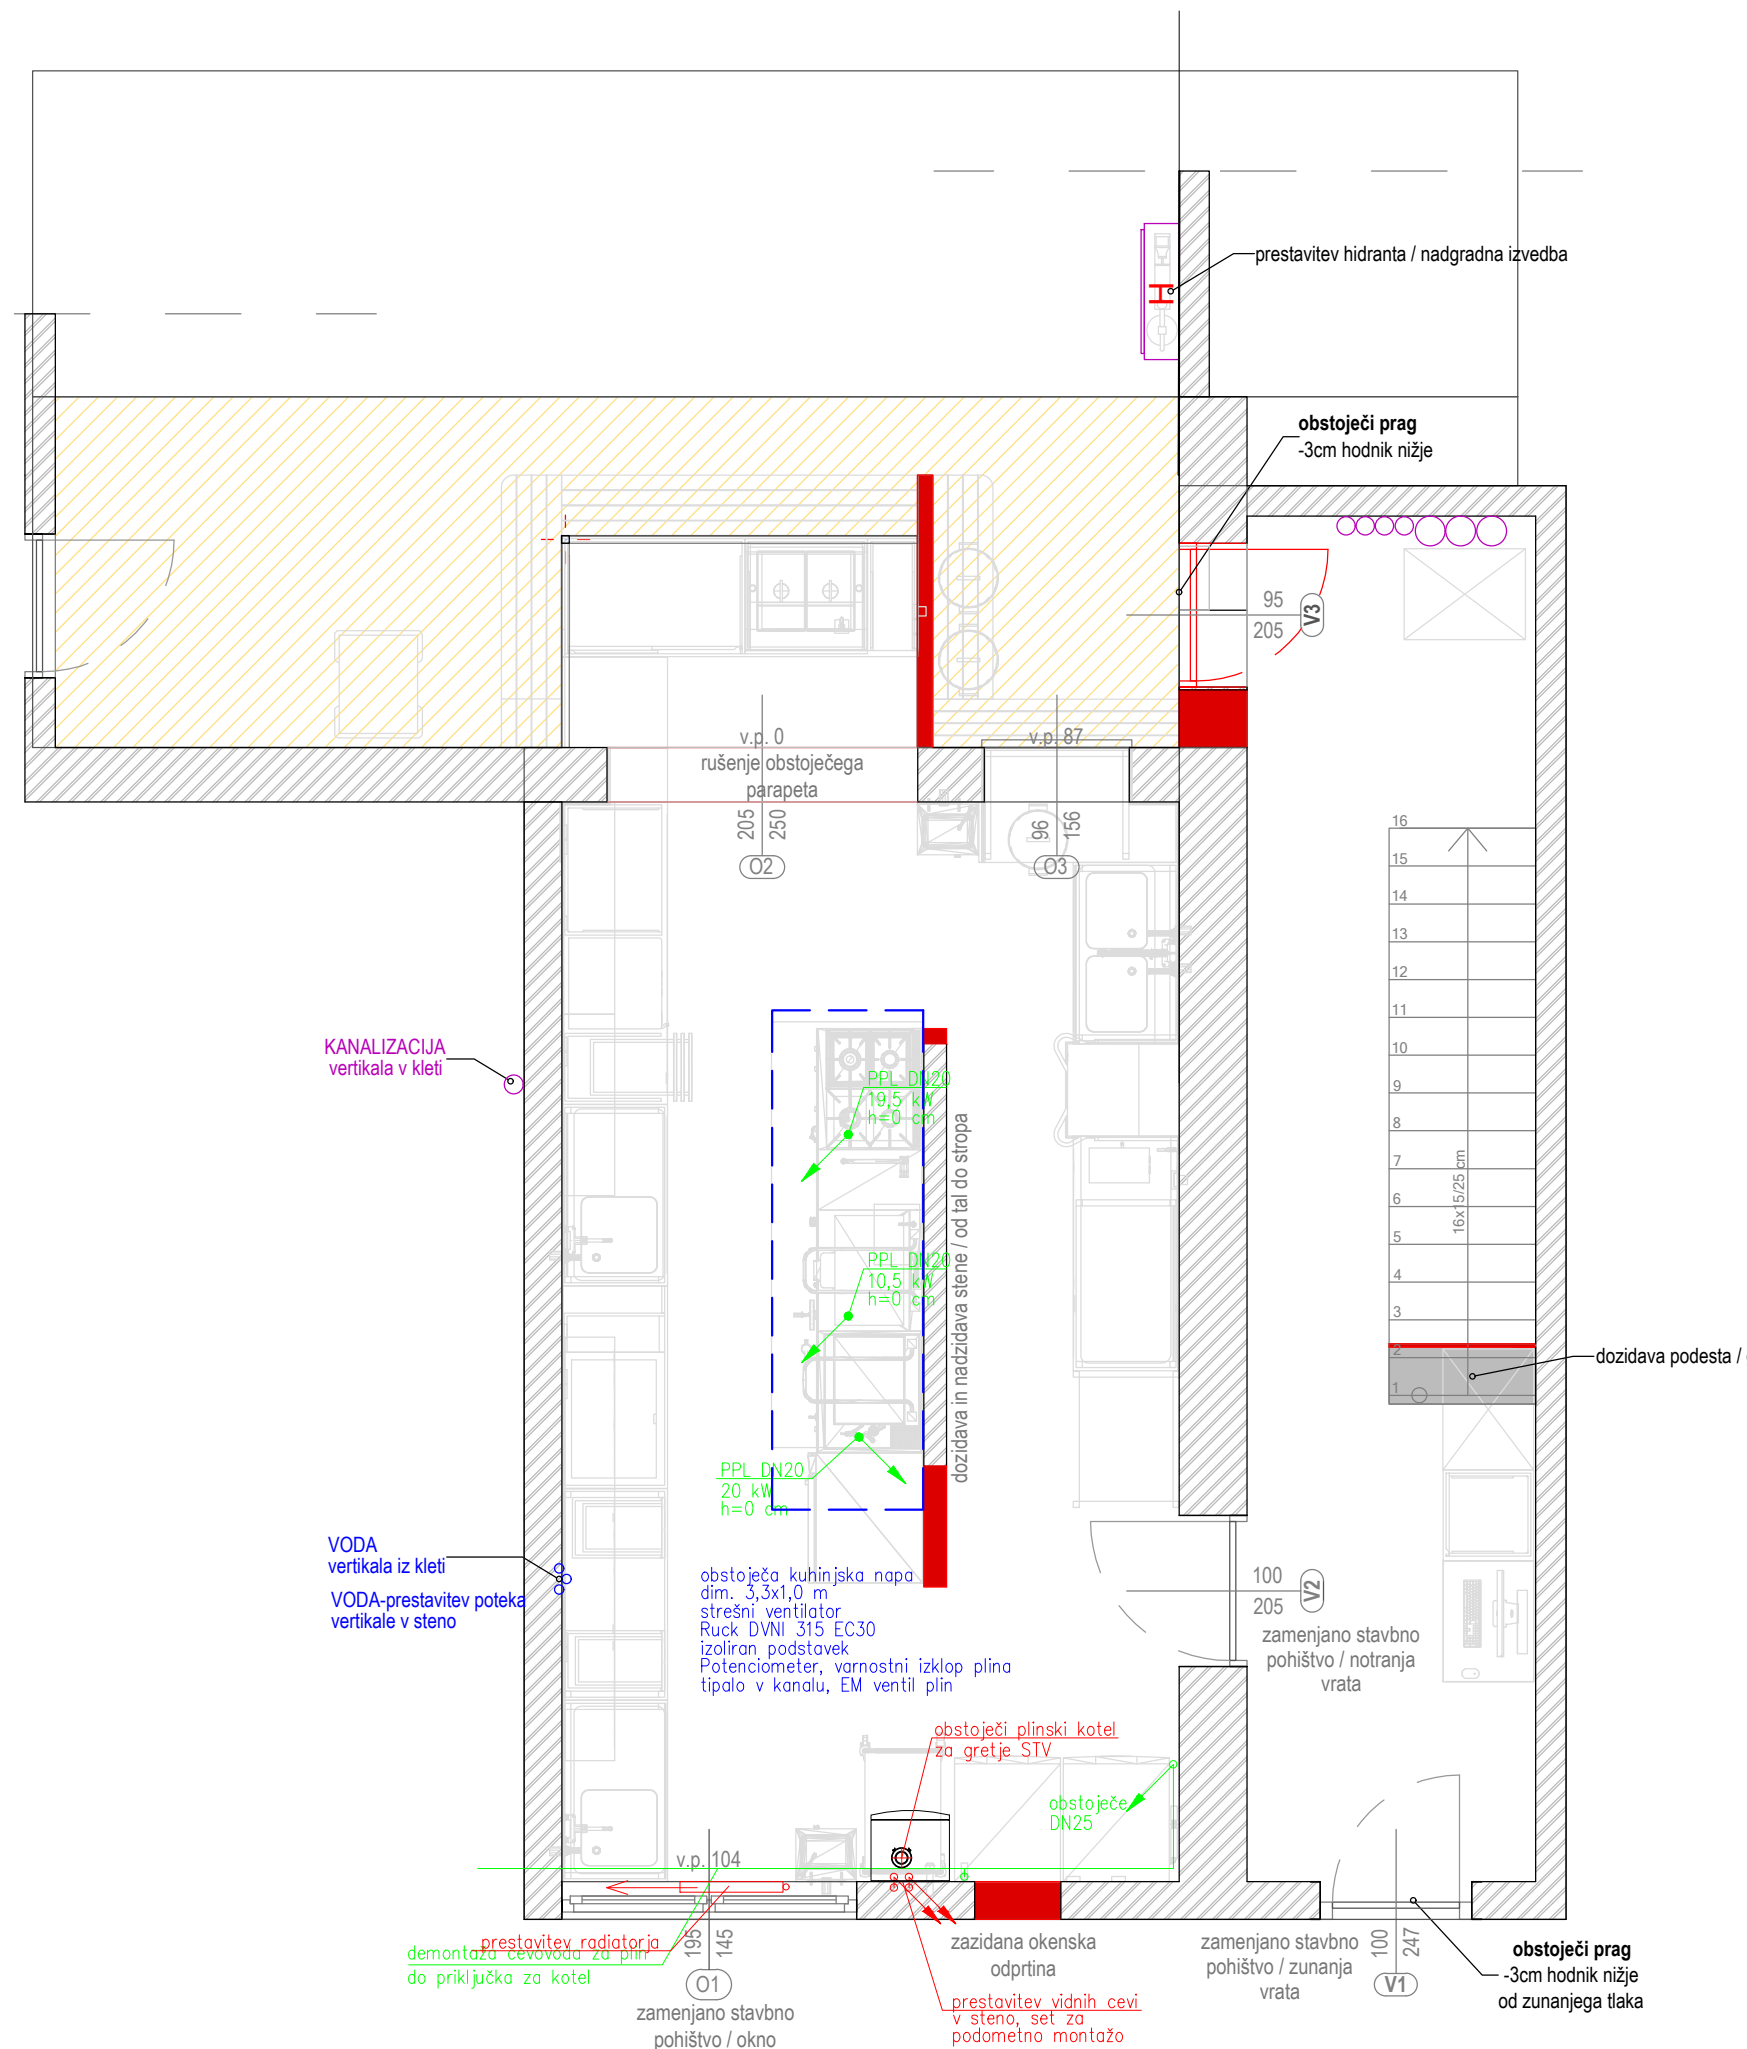 prestavitev hidranta / nadgradna izvedba
H
obstoječi prag
-3cm hodnik nižje
95
205
V3
v.p. 0
rušenje obstoječega
parapeta
205
250
O2
v.p. 87
96
156
O3
16
15
14
13
12
11
10
9
8
7
6
5
4
3
2
1
16x15/25 cm
dozidava podesta /
KANALIZACIJA
vertikala v kleti
PPL DN20
19,5 kW
h=0 cm
PPL DN20
10,5 kW
h=0 cm
PPL DN20
20 kW
h=0 cm
dozidava in nadzidava stene / od tal do stropa
VODA
vertikala iz kleti
VODA-prestavitev poteka
vertikale v steno
obstoječa kuhinjska napa
dim. 3,3x1,0 m
strešni ventilator
Ruck DVNI 315 EC30
izoliran podstavek
Potenciometer, varnostni izklop plina
tipalo v kanalu, EM ventil plin
100
205
V2
zamenjano stavbno
pohištvo / notranja
vrata
obstoječi plinski kotel
za gretje STV
obstoječe
DN25
v.p. 104
195
145
O1
prestavitev radiatorja
demontaža cevovoda za plin
do priključka za kotel
zamenjano stavbno
pohištvo / okno
zazidana okenska
odprtina
prestavitev vidnih cevi
v steno, set za
podometno montažo
zamenjano stavbno
pohištvo / zunanja
vrata
100
247
V1
obstoječi prag
-3cm hodnik nižje
od zunanjega tlaka